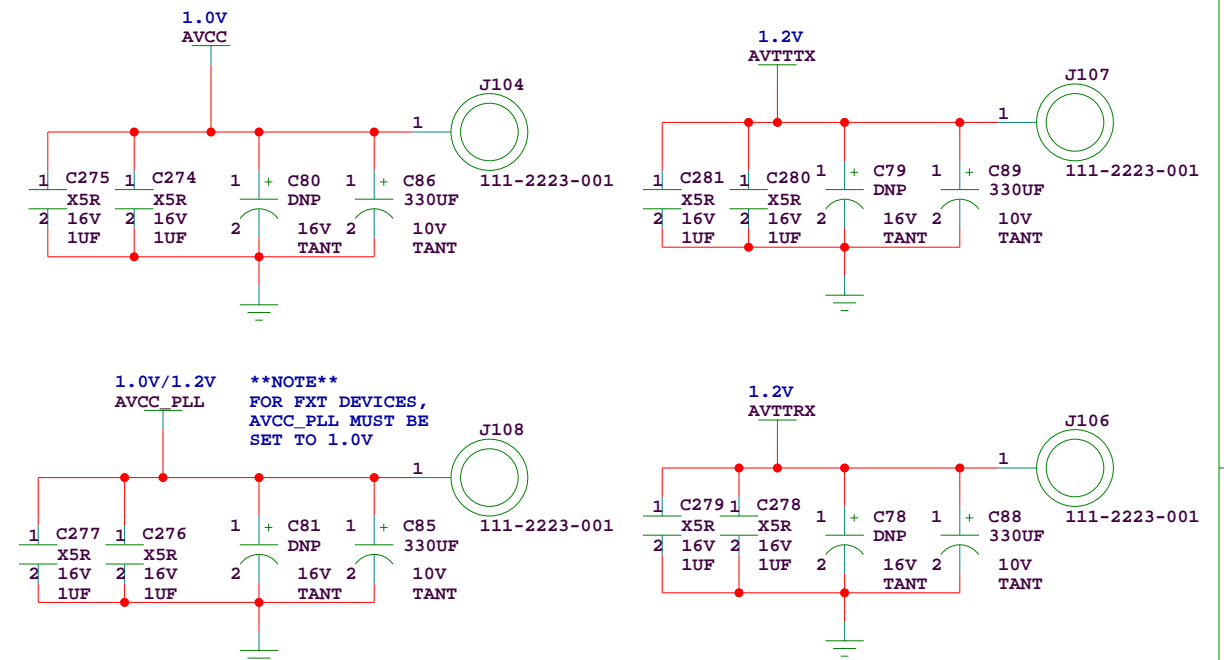 1.0V
AVCC
J104
1
111-2223-001
1 C275
X5R
2 16V
1UF
1 C274
X5R
2 16V
1UF
1 + C80
DNP
2 16V
TANT
1 + C86
330UF
2 10V
TANT
1.2V
AVTTTX
J107
1
111-2223-001
1 C281
X5R
2 16V
1UF
1 C280
X5R
2 16V
1UF
1 + C79
DNP
2 16V
TANT
1 + C89
330UF
2 10V
TANT
1.0V/1.2V
AVCC_PLL
**NOTE**
FOR FXT DEVICES,
AVCC_PLL MUST BE
SET TO 1.0V
J108
1
111-2223-001
1 C277
X5R
2 16V
1UF
1 C276
X5R
2 16V
1UF
1 + C81
DNP
2 16V
TANT
1 + C85
330UF
2 10V
TANT
1.2V
AVTTRX
J106
1
111-2223-001
1 C279
X5R
2 16V
1UF
1 C278
X5R
2 16V
1UF
1 + C78
DNP
2 16V
TANT
1 + C88
330UF
2 10V
TANT